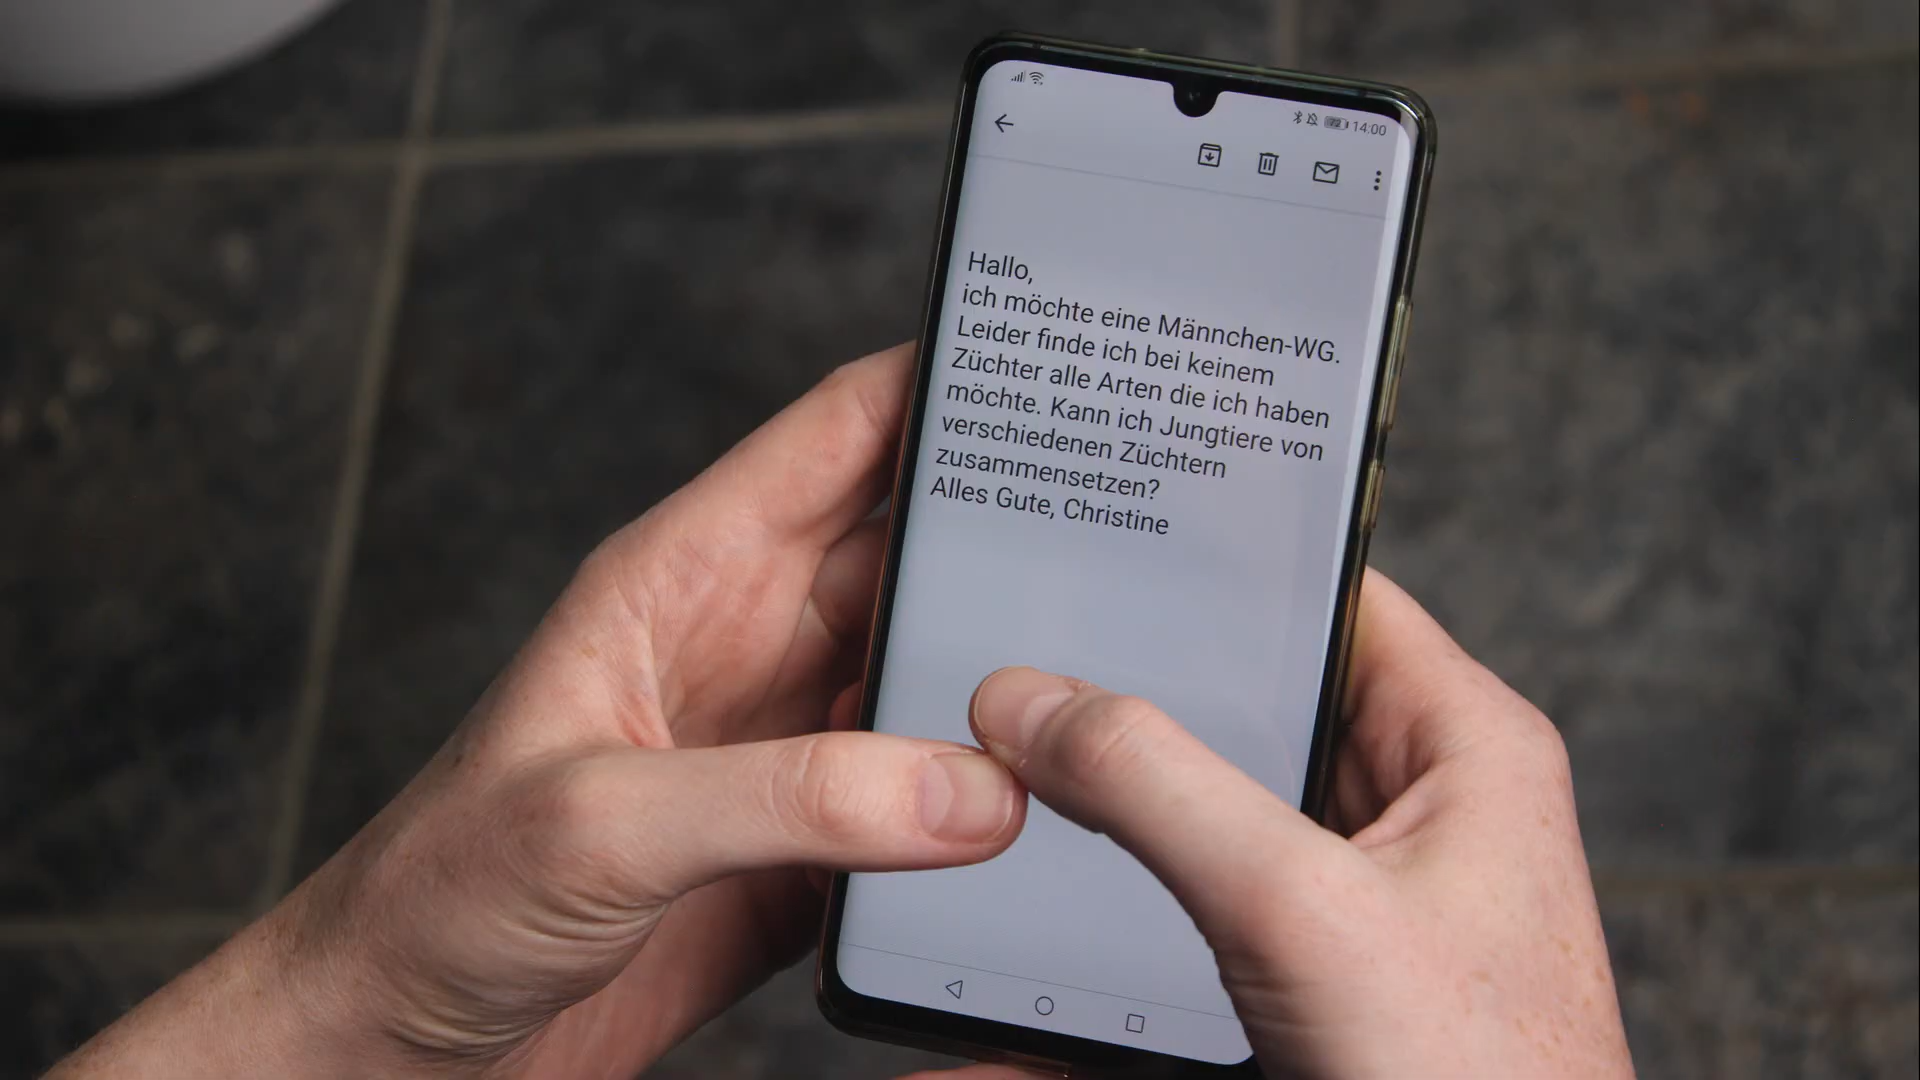 14:00
Hallo,
ich möchte eine Männchen-WG.
Leider finde ich bei keinem
Züchter alle Arten die ich haben
möchte. Kann ich Jungtiere von
verschiedenen Züchtern
zusammensetzen?
Alles Gute, Christine